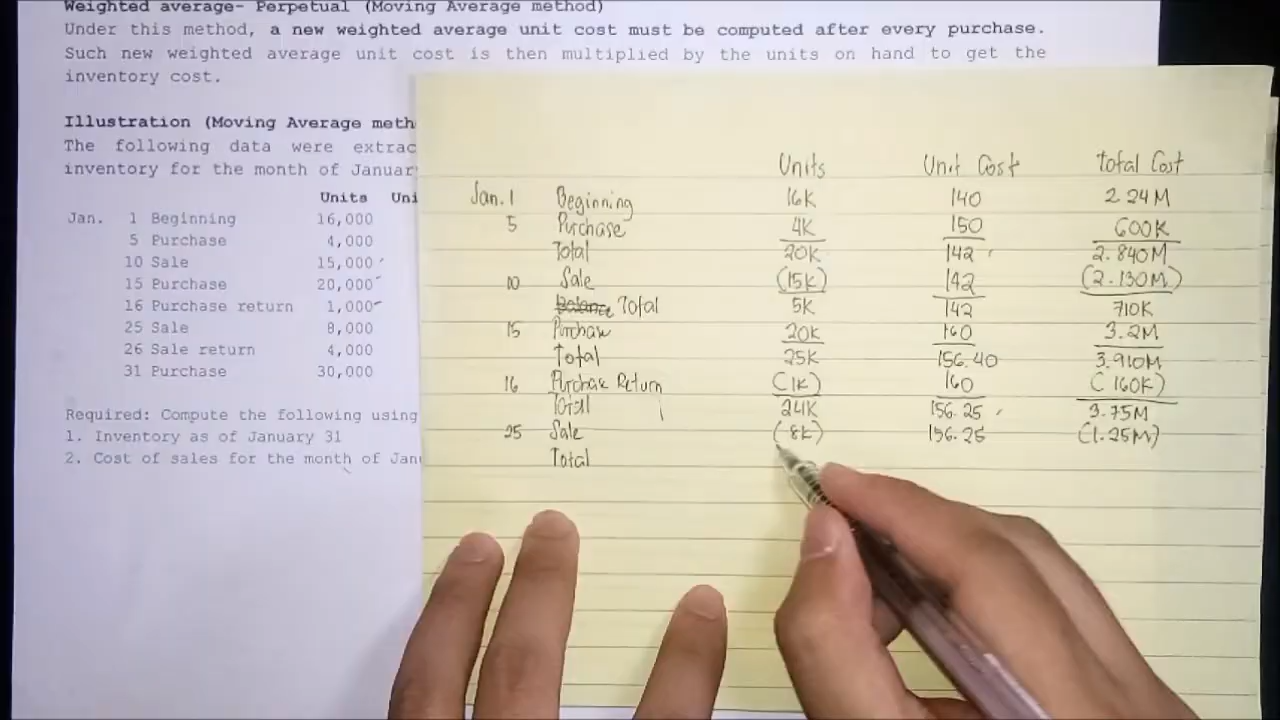 Weighted average- Perpetual (Moving Average method)
Under this method, a new weighted average unit cost must be computed after every purchase.
Such new weighted average unit cost is then multiplied by the units on hand to get the
inventory cost.
Illustration (Moving Average meth
The following data were extrac
inventory for the month of Januar
Units Uni
Jan. 1 Beginning 16,000
5 Purchase 4,000
10 Sale 15,000
15 Purchase 20,000
16 Purchase return 1,000
25 Sale 8,000
26 Sale return 4,000
31 Purchase 30,000
Required: Compute the following using
1. Inventory as of January 31
2. Cost of sales for the month of Jan
Units Unit Cost total Cost
Jan. 1 Beginning 16K 140 2.24M
5 Purchase 4K 150 600K
Total 20K 142 2.840M
10 Sale (15K) 142 (2.130M)
balance Total 5K 142 710K
15 Purchase 20K 160 3.2M
Total 25K 156.40 3.910M
16 Purchase Return (1K) 160 (160K)
Total 24K 156.25 3.75M
25 Sale (8K) 156.25 (1.25M)
Total